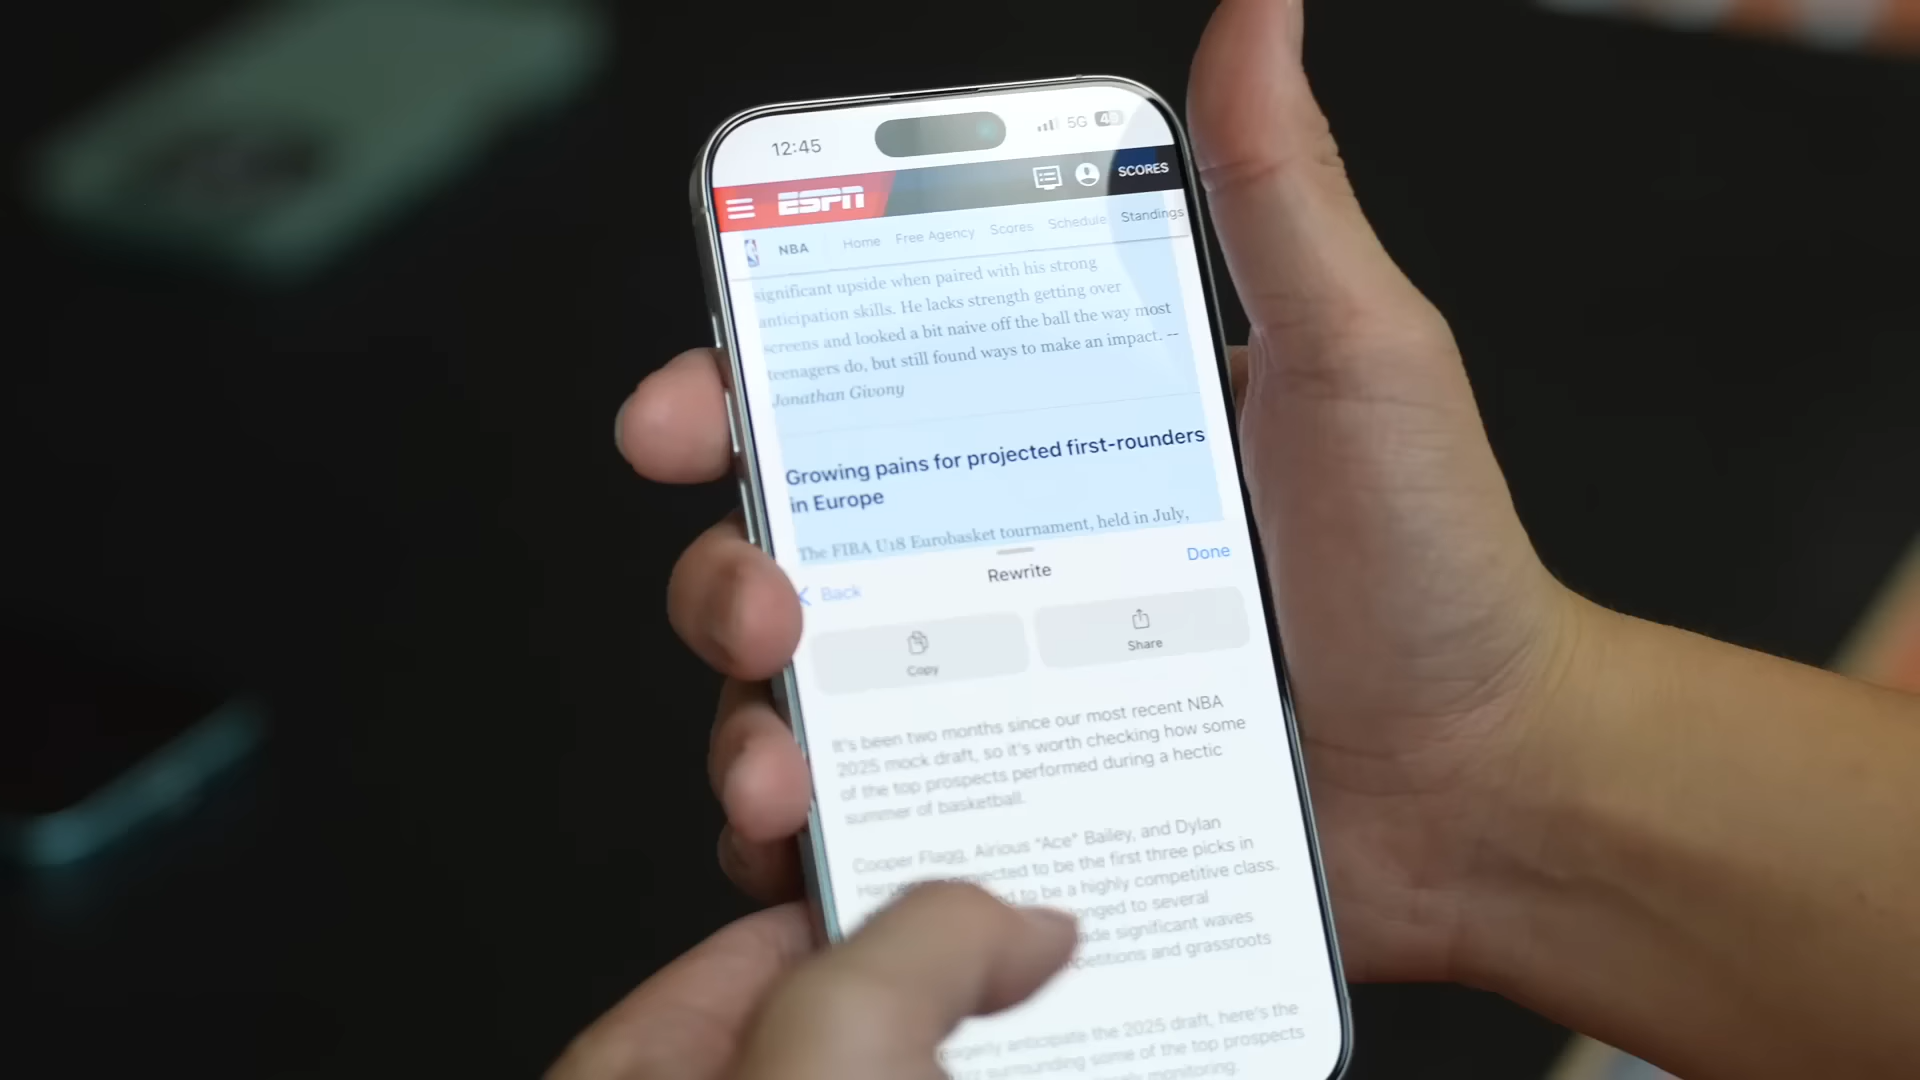 12:45
5G
ESPN
SCORES
NBA Home Free Agency Scores Schedule Standings
significant upside when paired with his strong
anticipation skills. He lacks strength getting over
screens and looked a bit naive off the ball the way most
teenagers do, but still found ways to make an impact. --
Jonathan Givony
Growing pains for projected first-rounders
in Europe
The FIBA U18 Eurobasket tournament, held in July,
Back Rewrite Done
Copy Share
It's been two months since our most recent NBA
2025 mock draft, so it's worth checking how some
of the top prospects performed during a hectic
summer of basketball.
Cooper Flagg, Airious "Ace" Bailey, and Dylan
Harper projected to be the first three picks in
to be a highly competitive class.
to several
significant waves
and grassroots
anticipate the 2025 draft, here's the
surrounding some of the top prospects
monitoring.